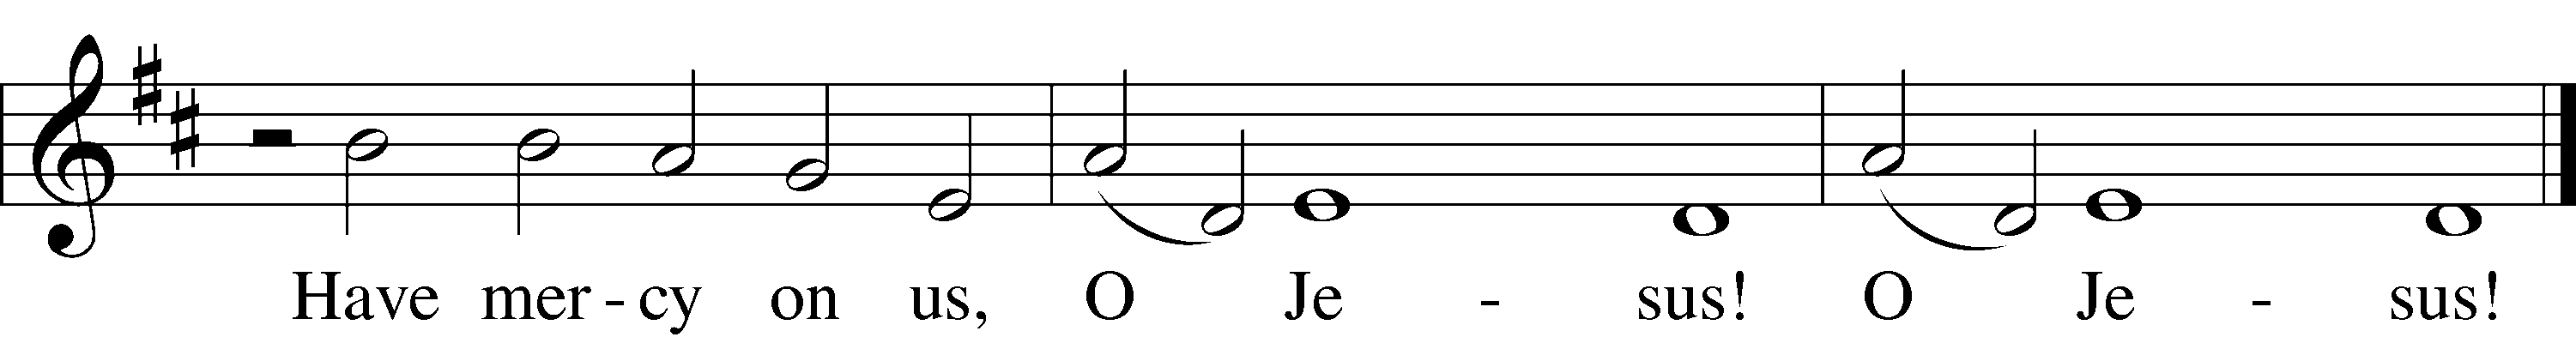 Have mer - cy on us, O Je - sus! O Je - sus!